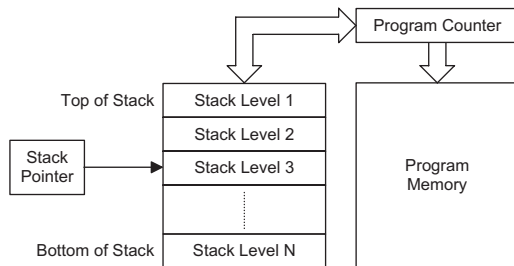 Program Counter
Top of Stack
Stack Level 1
Stack Level 2
Stack
Pointer
Stack Level 3
Program
Memory
Bottom of Stack
Stack Level N